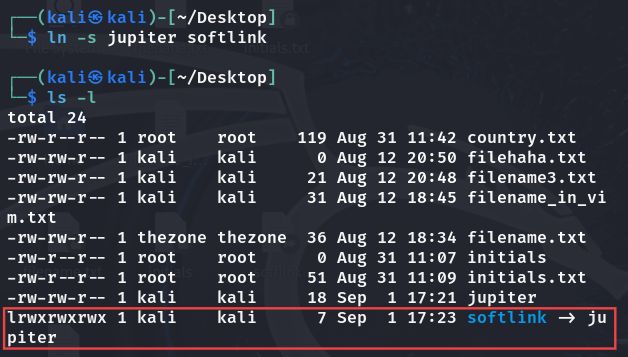 ┌──(kali㉿kali)-[~/Desktop]
└─$ ln -s jupiter softlink
┌──(kali㉿kali)-[~/Desktop]
└─$ ls -l
total 24
-rw-r--r-- 1 root    root    119 Aug 31 11:42 country.txt
-rw-rw-r-- 1 kali    kali      0 Aug 12 20:50 filehaha.txt
-rw-rw-r-- 1 kali    kali     21 Aug 12 20:48 filename3.txt
-rw-rw-r-- 1 kali    kali     31 Aug 12 18:45 filename_in_vi
m.txt
-rw-rw-r-- 1 thezone thezone  36 Aug 12 18:34 filename.txt
-rw-r--r-- 1 root    root      0 Aug 31 11:07 initials
-rw-r--r-- 1 root    root     51 Aug 31 11:09 initials.txt
-rw-rw-r-- 1 kali    kali     18 Sep  1 17:21 jupiter
lrwxrwxrwx 1 kali    kali      7 Sep  1 17:23 softlink -> ju
piter